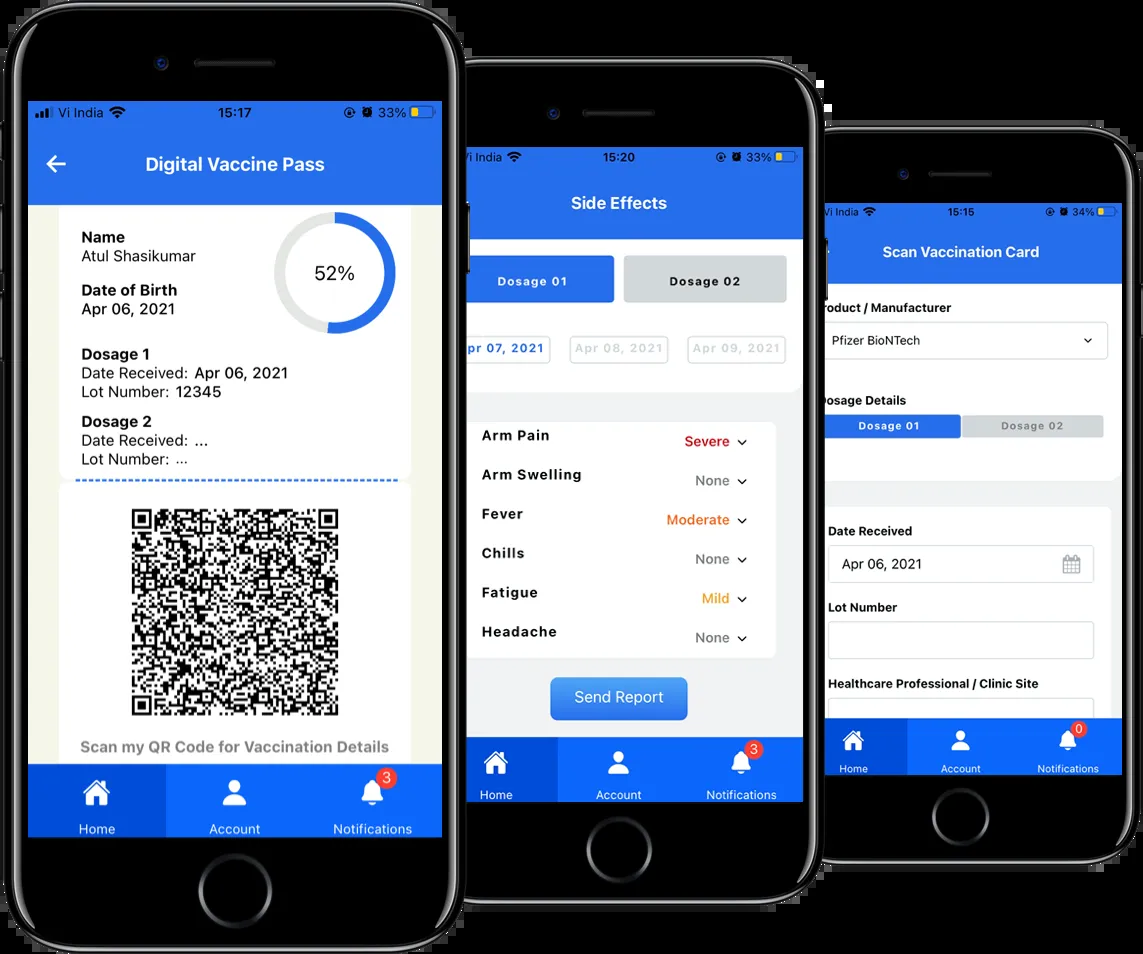 Vi India 15:17 33%
Digital Vaccine Pass
Name
Atul Shasikumar
52%
Date of Birth
Apr 06, 2021
Dosage 1
Date Received: Apr 06, 2021
Lot Number: 12345
Dosage 2
Date Received: ...
Lot Number: ...
Scan my QR Code for Vaccination Details
3
Home Account Notifications
Vi India 15:20 33%
Side Effects
Dosage 01 Dosage 02
pr 07, 2021 Apr 08, 2021 Apr 09, 2021
Arm Pain Severe
Arm Swelling None
Fever Moderate
Chills None
Fatigue Mild
Headache None
Send Report
3
Home Account Notifications
Vi India 15:15 34%
Scan Vaccination Card
roduct / Manufacturer
Pfizer BioNTech
osage Details
Dosage 01 Dosage 02
Date Received
Apr 06, 2021
Lot Number
Healthcare Professional / Clinic Site
0
Home Account Notifications